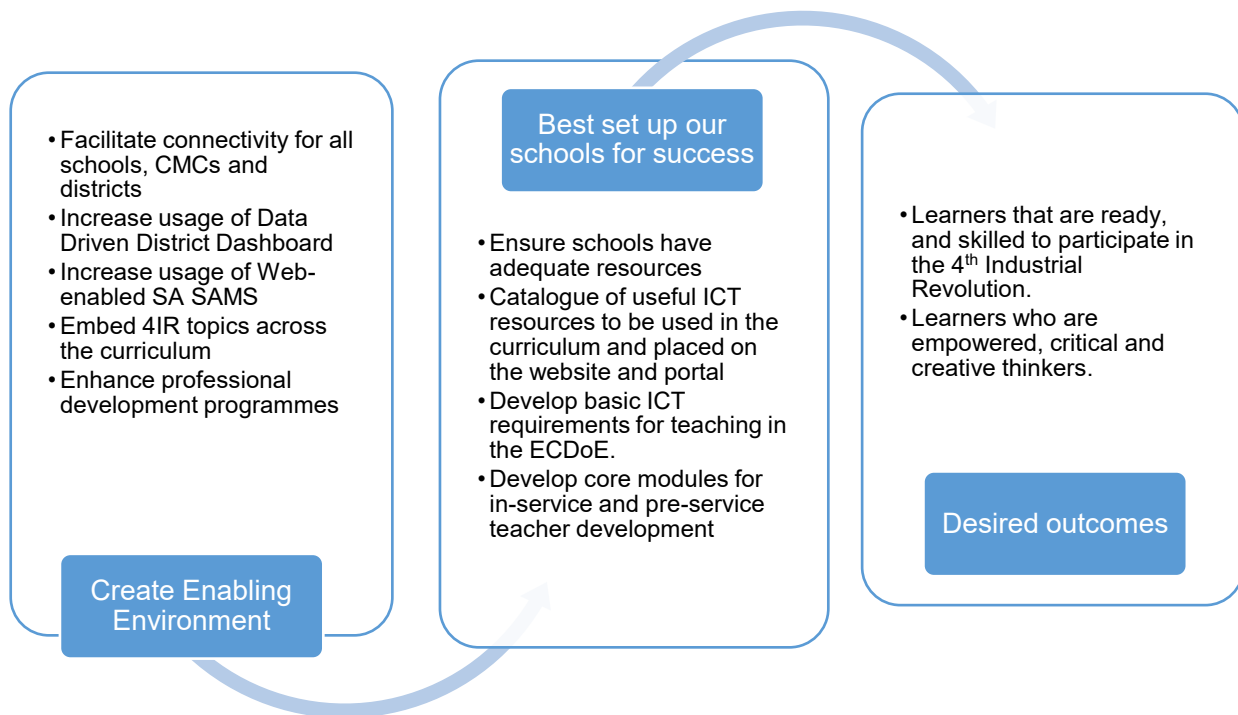 • Facilitate connectivity for all
schools, CMCs and
districts
• Increase usage of Data
Driven District Dashboard
• Increase usage of Web-
enabled SA SAMS
• Embed 4IR topics across
the curriculum
• Enhance professional
development programmes
Create Enabling
Environment
Best set up our
schools for success
• Ensure schools have
adequate resources
• Catalogue of useful ICT
resources to be used in the
curriculum and placed on
the website and portal
• Develop basic ICT
requirements for teaching in
the ECDoE.
• Develop core modules for
in-service and pre-service
teacher development
• Learners that are ready,
and skilled to participate in
the 4th Industrial
Revolution.
• Learners who are
empowered, critical and
creative thinkers.
Desired outcomes